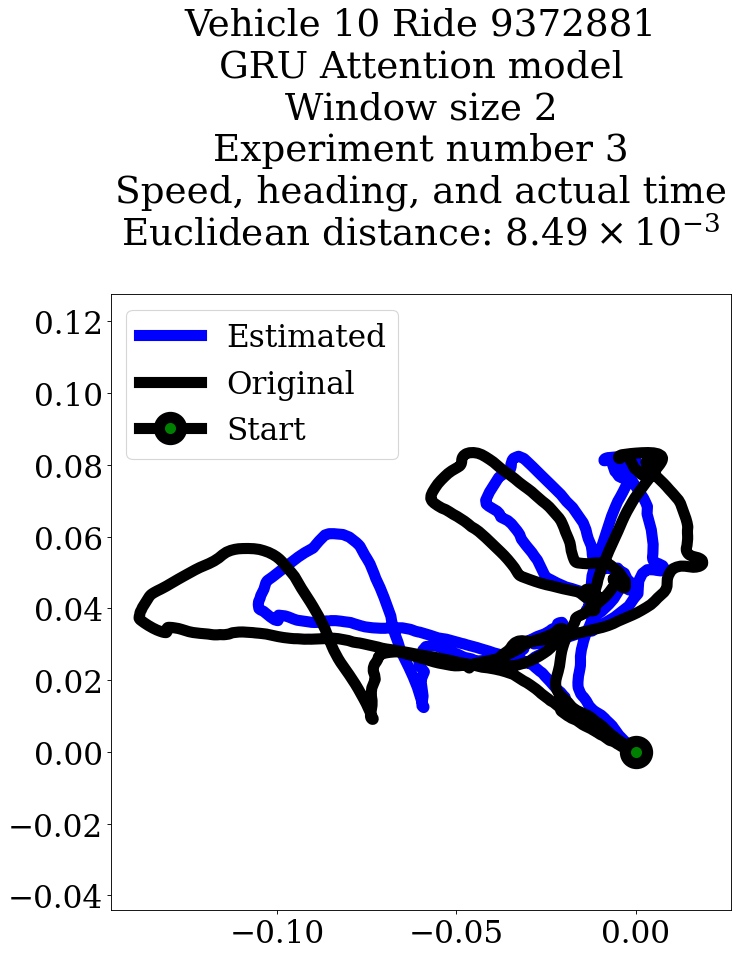 Vehicle 10 Ride 9372881
GRU Attention model
Window size 2
Experiment number 3
Speed, heading, and actual time
Euclidean distance: 8.49 × 10⁻³
0.12
0.10
0.08
0.06
0.04
0.02
0.00
−0.02
−0.04
Estimated
Original
Start
−0.10
−0.05
0.00